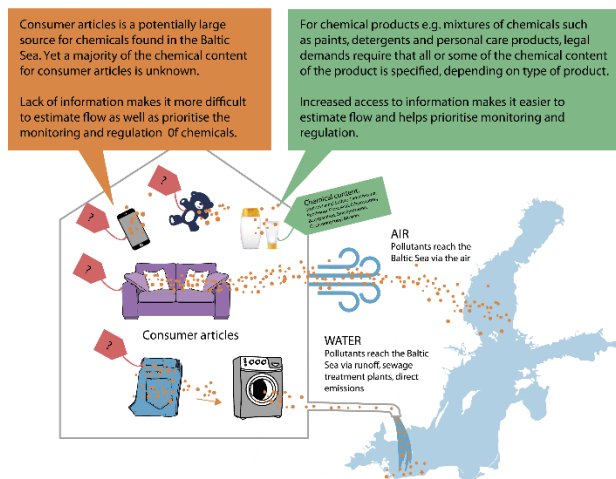 Consumer articles is a potentially large
source for chemicals found in the Baltic
Sea. Yet a majority of the chemical content
for consumer articles is unknown.
Lack of information makes it more difficult
to estimate flow as well as prioritise the
monitoring and regulation 0f chemicals.
For chemical products e.g. mixtures of chemicals such
as paints, detergents and personal care products, legal
demands require that all or some of the chemical content
of the product is specified, depending on type of product.
Increased access to information makes it easier to
estimate flow and helps prioritise monitoring and
regulation.
?
?
Chemical content:
?
Consumer articles
?
AIR
Pollutants reach the
Baltic Sea via the air
WATER
Pollutants reach the Baltic
Sea via runoff, sewage
treatment plants, direct
emissions